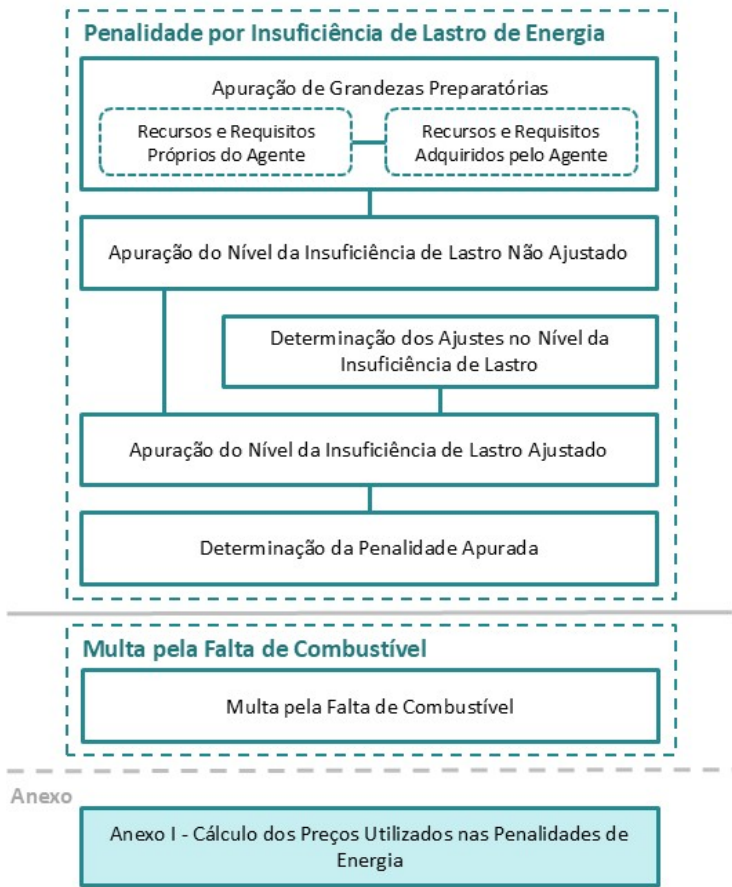 Penalidade por Insuficiência de Lastro de Energia
Apuração de Grandezas Preparatórias
Recursos e Requisitos
Próprios do Agente
Recursos e Requisitos
Adquiridos pelo Agente
Apuração do Nível da Insuficiência de Lastro Não Ajustado
Determinação dos Ajustes no Nível da
Insuficiência de Lastro
Apuração do Nível da Insuficiência de Lastro Ajustado
Determinação da Penalidade Apurada
Multa pela Falta de Combustível
Multa pela Falta de Combustível
Anexo
Anexo I - Cálculo dos Preços Utilizados nas Penalidades de
Energia